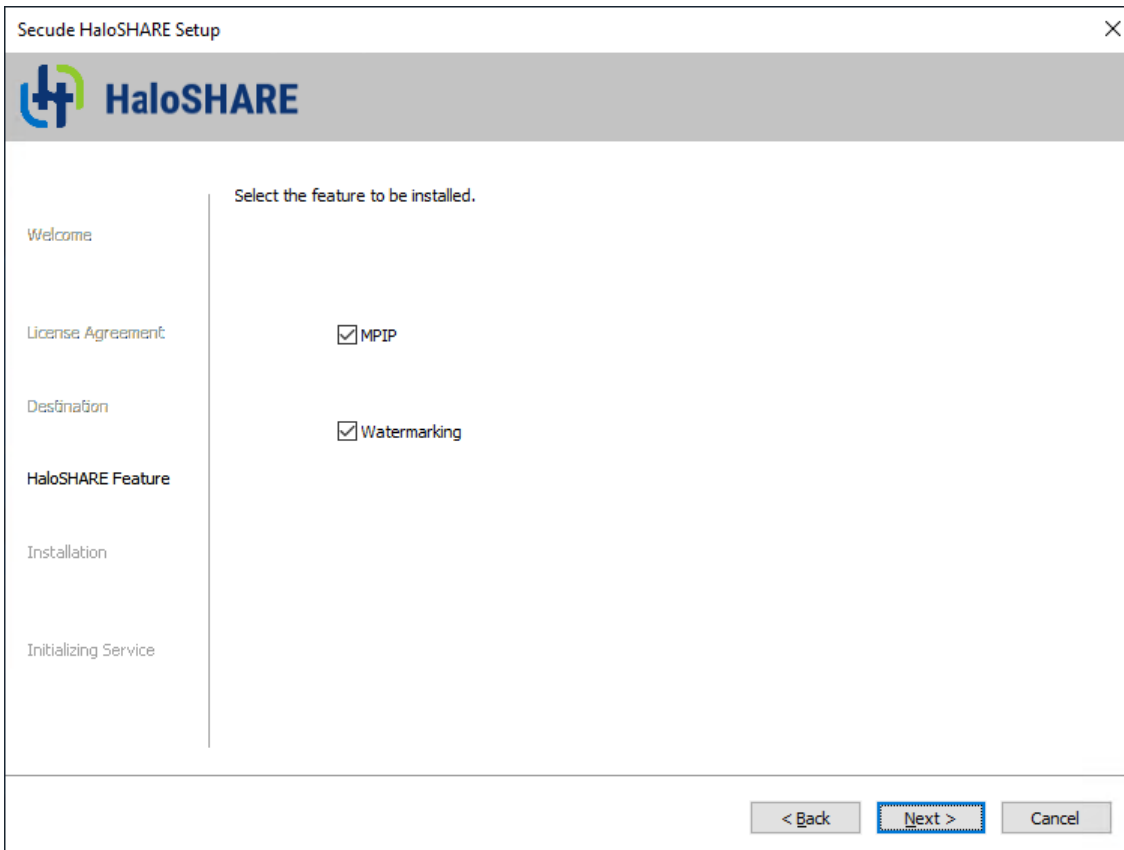 Secude HaloSHARE Setup
HaloSHARE
Select the feature to be installed.
Welcome
License Agreement
MPIP
Destination
Watermarking
HaloSHARE Feature
Installation
Initializing Service
< Back
Next >
Cancel